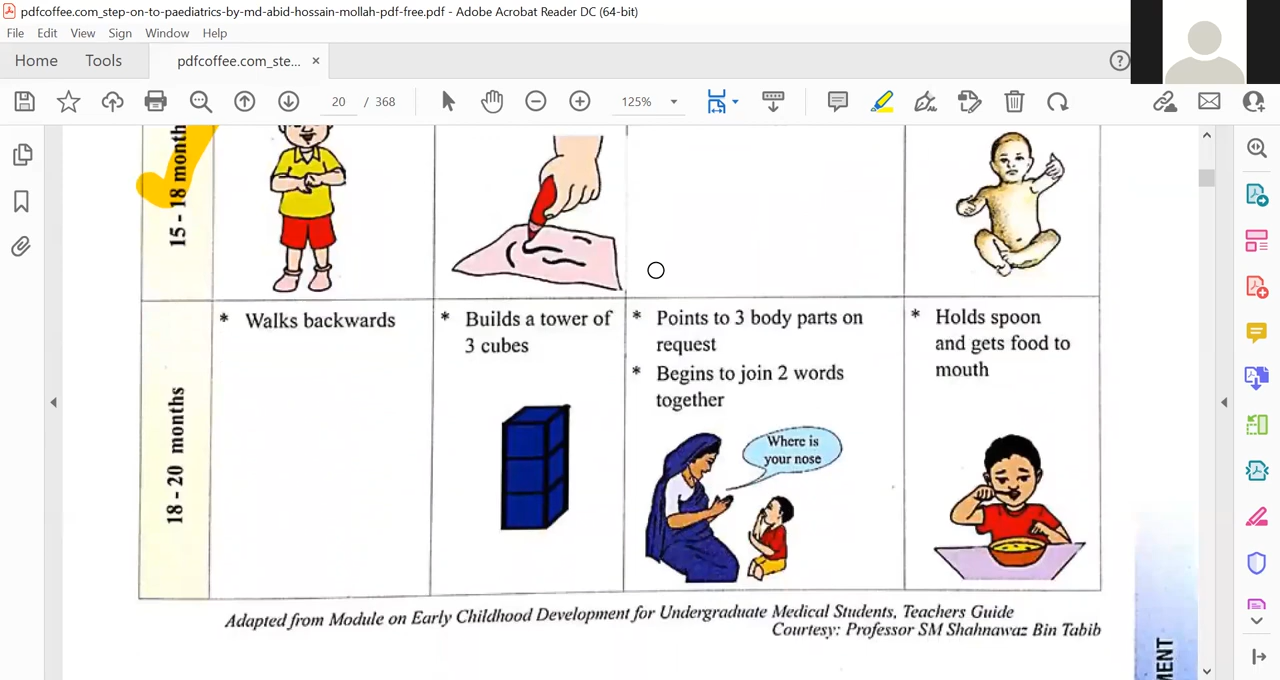 pdfcoffee.com_step-on-to-paediatrics-by-md-abid-hossain-mollah-pdf-free.pdf - Adobe Acrobat Reader DC (64-bit)
File Edit View Sign Window Help
Home Tools pdfcoffee.com_ste... ×
20 / 368 125%
15 - 18 month
18 - 20 months
* Walks backwards
* Builds a tower of
3 cubes
* Points to 3 body parts on
request
* Begins to join 2 words
together
Where is
your nose
* Holds spoon
and gets food to
mouth
Adapted from Module on Early Childhood Development for Undergraduate Medical Students, Teachers Guide
Courtesy: Professor SM Shahnawaz Bin Tabib